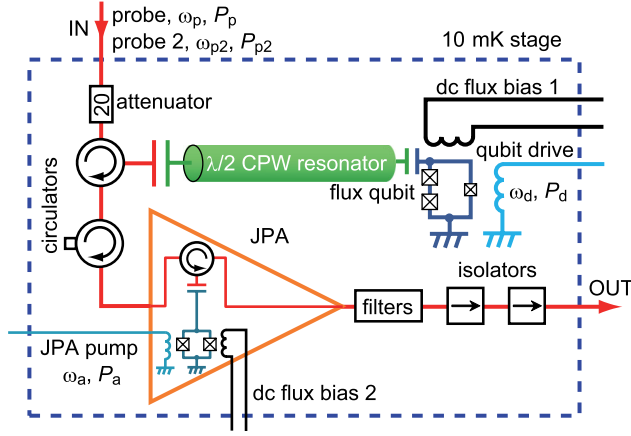 probe, ωp, Pp
IN
probe 2, ωp2, Pp2
10 mK stage
20
attenuator
dc flux bias 1
λ/2 CPW resonator
qubit drive
flux qubit
ωd, Pd
circulators
JPA
isolators
OUT
filters
JPA pump
ωa, Pa
dc flux bias 2